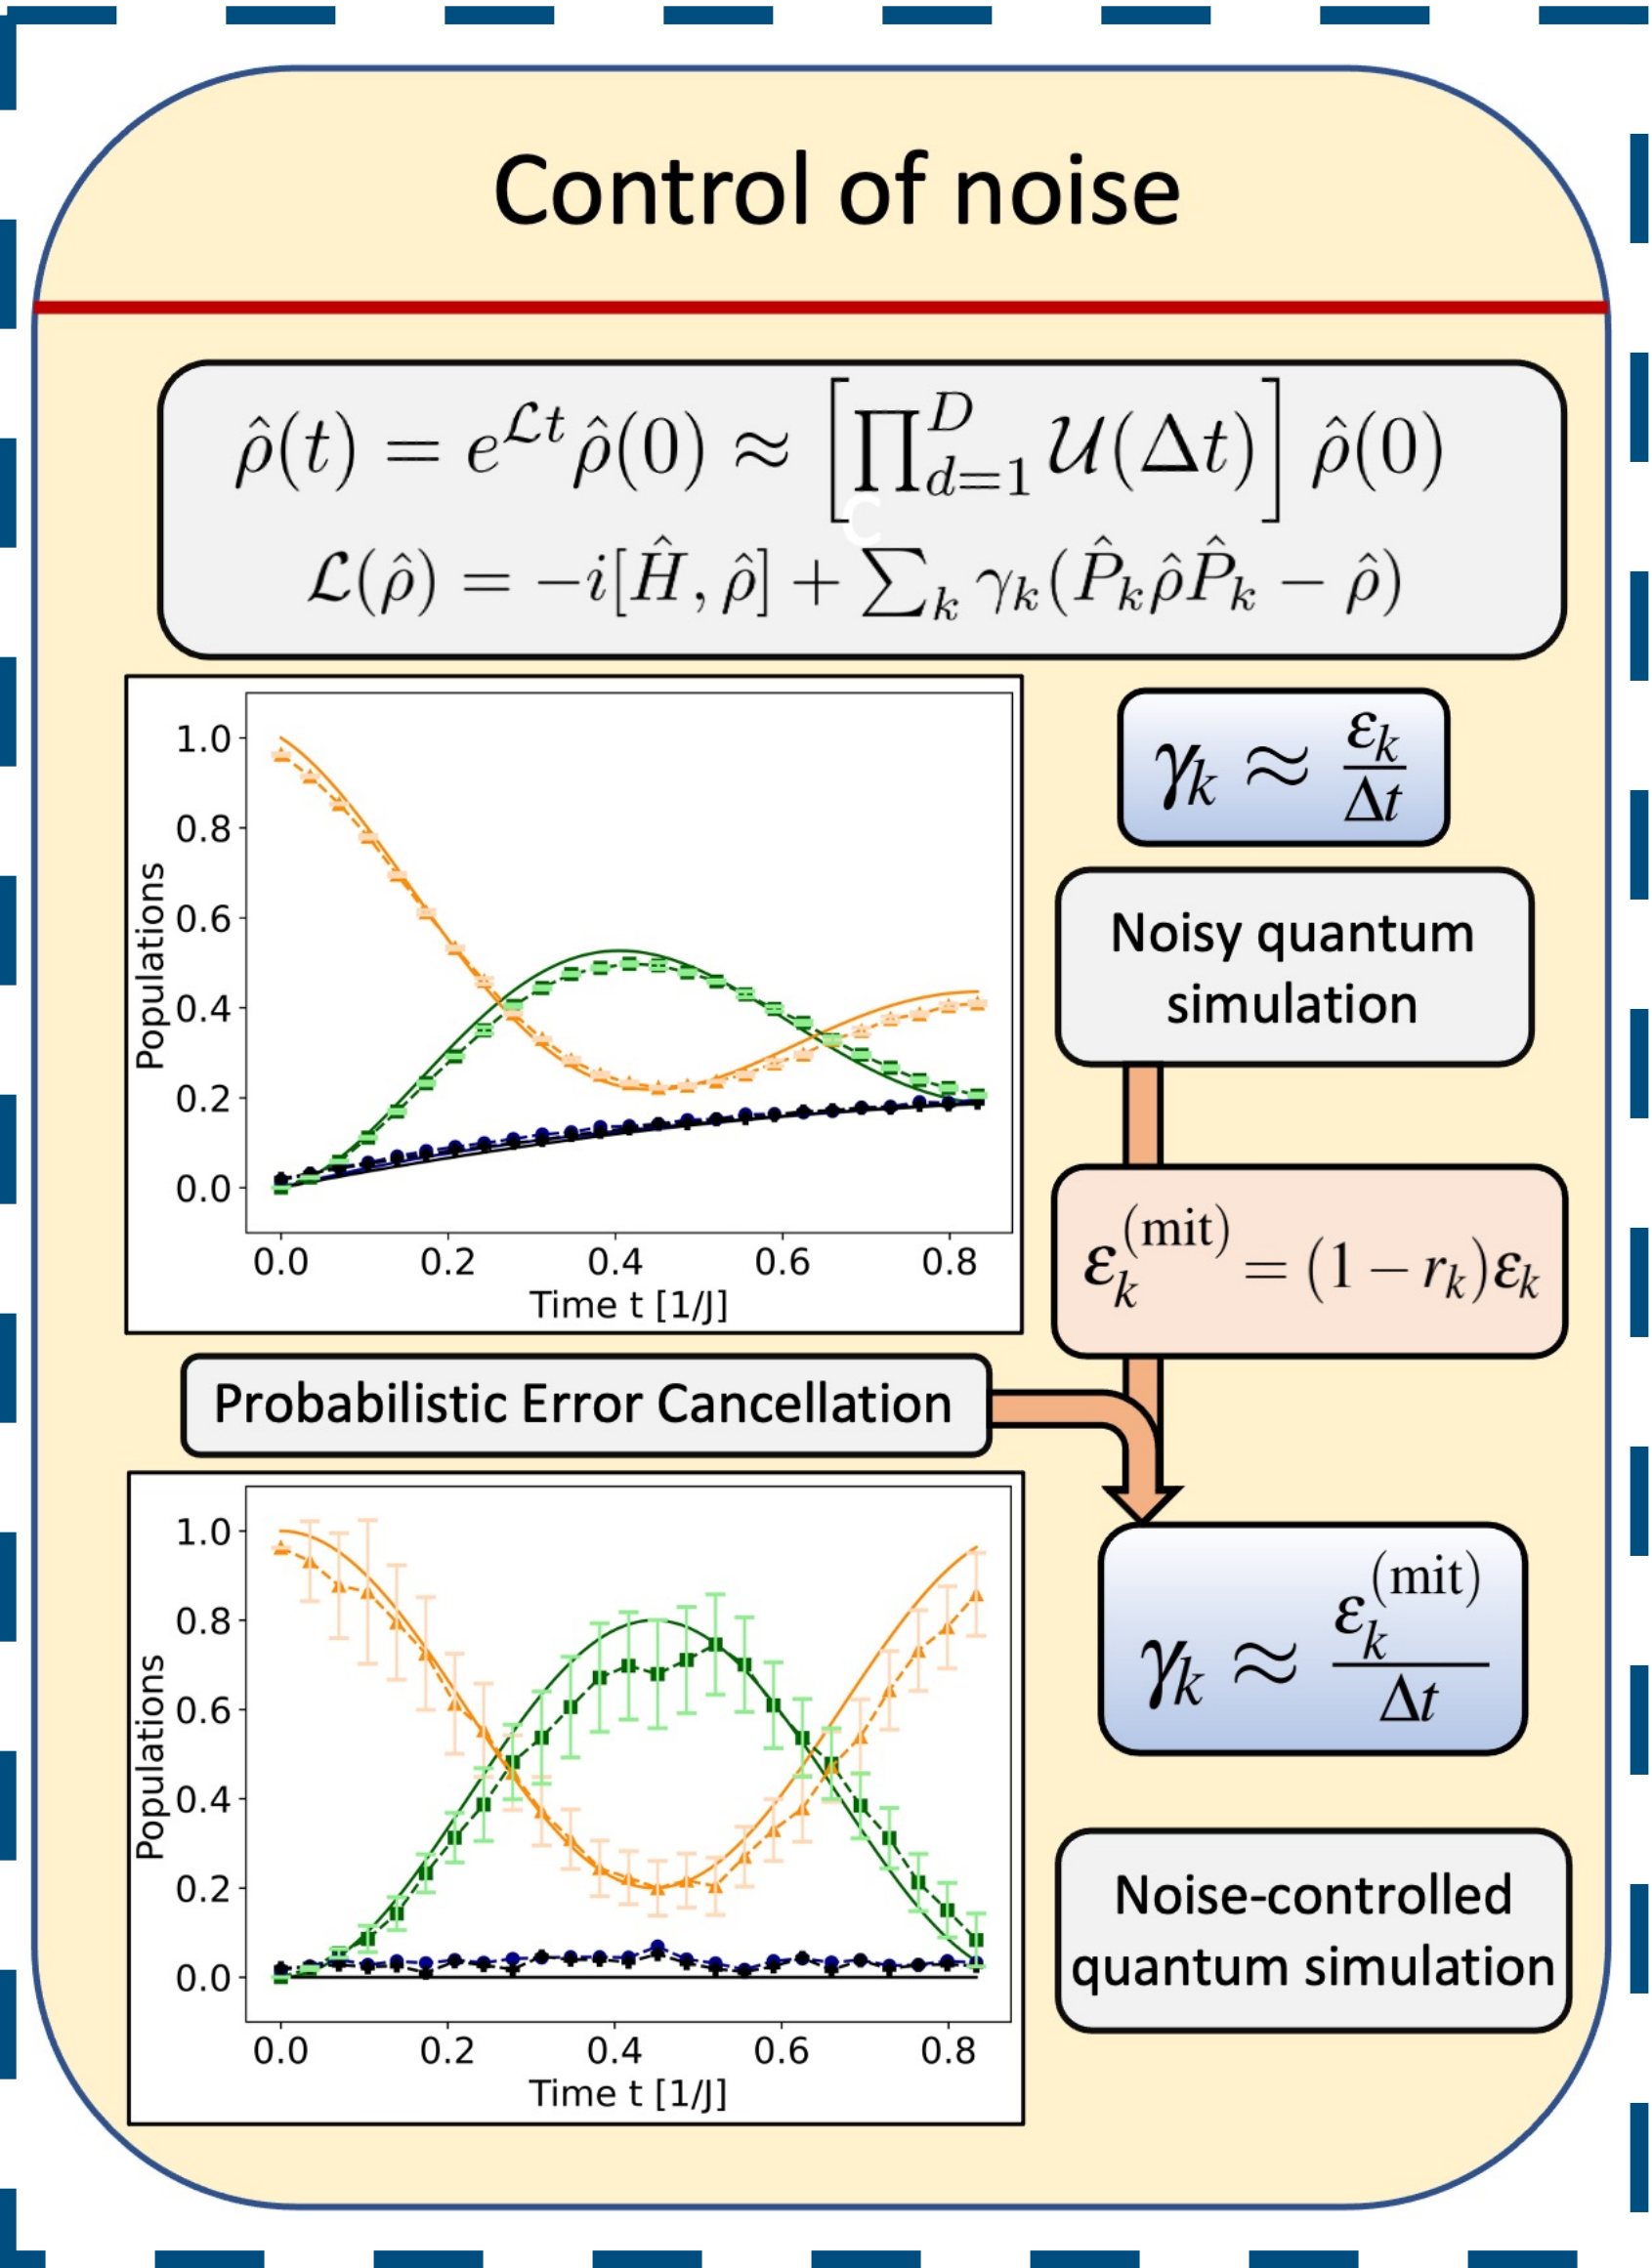 Control of noise
ρ̂(t) = e^{ℒt} ρ̂(0) ≈ [∏_{d=1}^{D} 𝒰(Δt)] ρ̂(0)
C
ℒ(ρ̂) = −i[Ĥ, ρ̂] + ∑_k γ_k(P̂_k ρ̂ P̂_k − ρ̂)
1.0
0.8
0.6
0.4
0.2
0.0
Populations
0.0 0.2 0.4 0.6 0.8
Time t [1/J]
γ_k ≈ ε_k/Δt
Noisy quantum
simulation
ε_k^{(mit)} = (1 − r_k)ε_k
Probabilistic Error Cancellation
1.0
0.8
0.6
0.4
0.2
0.0
Populations
0.0 0.2 0.4 0.6 0.8
Time t [1/J]
γ_k ≈ ε_k^{(mit)}/Δt
Noise-controlled
quantum simulation